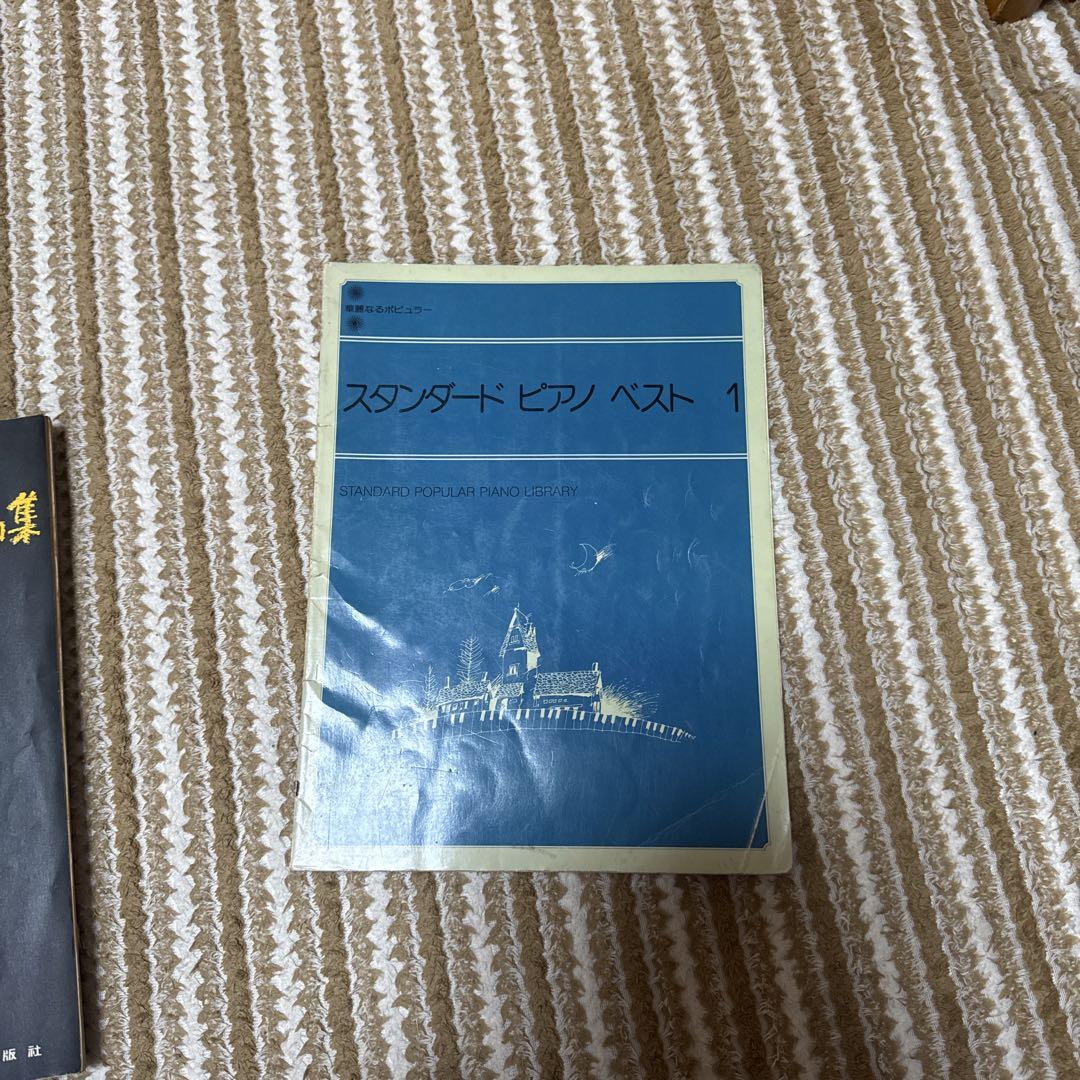 華麗なるポピュラー
スタンダード ピアノ ベスト 1
STANDARD POPULAR PIANO LIBRARY
集
版社